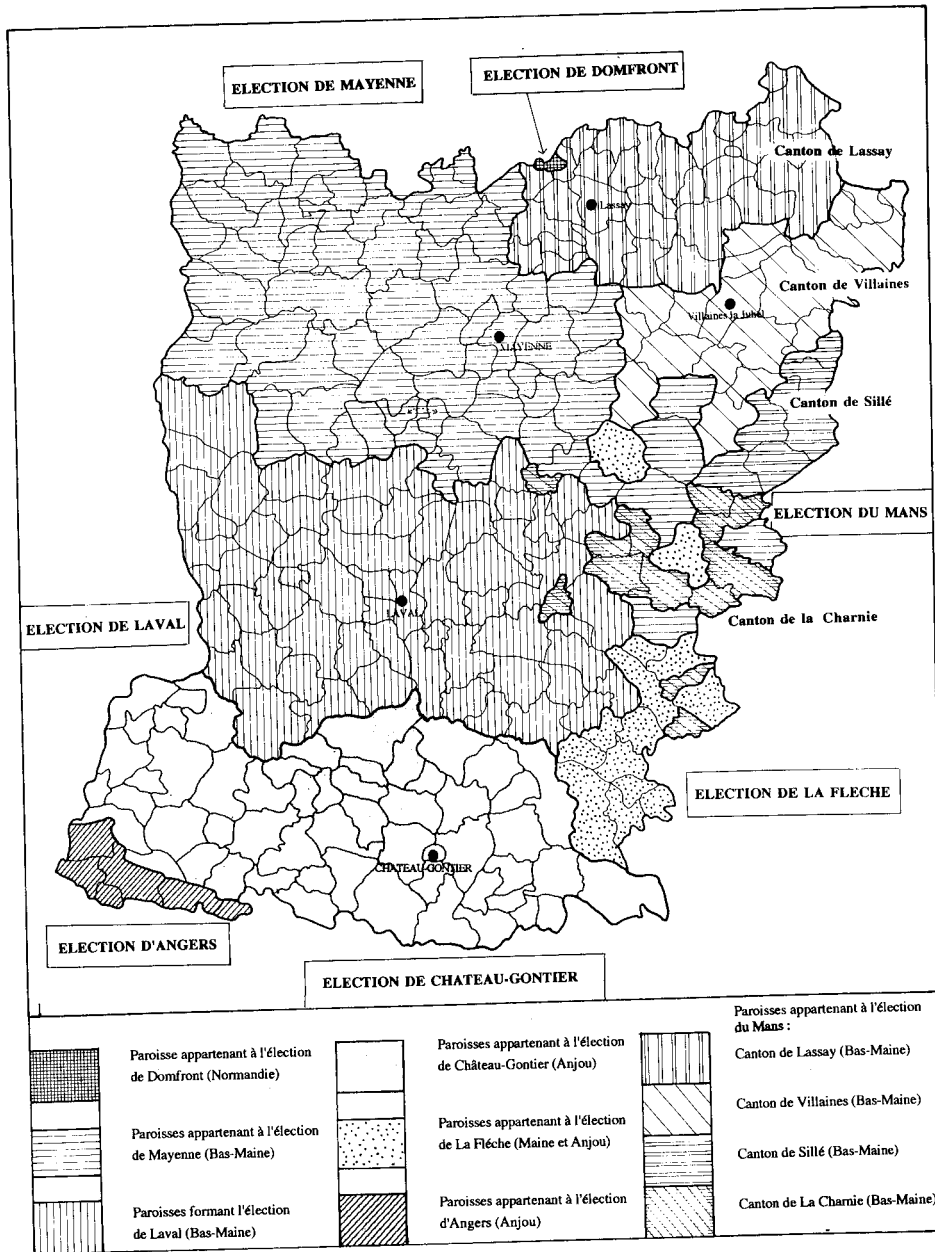 ELECTION DE MAYENNE
ELECTION DE DOMFRONT
Canton de Lassay
Lassay
Canton de Villaines
Villaines la Juhel
MAYENNE
Canton de Sillé
ELECTION DU MANS
ELECTION DE LAVAL
LAVAL
Canton de la Charnie
ELECTION DE LA FLECHE
CHATEAU-GONTIER
ELECTION D'ANGERS
ELECTION DE CHATEAU-GONTIER
Paroisse appartenant à l'élection
de Domfront (Normandie)
Paroisses appartenant à l'élection
de Mayenne (Bas-Maine)
Paroisses formant l'élection
de Laval (Bas-Maine)
Paroisses appartenant à l'élection
de Château-Gontier (Anjou)
Paroisses appartenant à l'élection
de La Fléche (Maine et Anjou)
Paroisses appartenant à l'élection
d'Angers (Anjou)
Paroisses appartenant à l'élection
du Mans :
Canton de Lassay (Bas-Maine)
Canton de Villaines (Bas-Maine)
Canton de Sillé (Bas-Maine)
Canton de La Charnie (Bas-Maine)